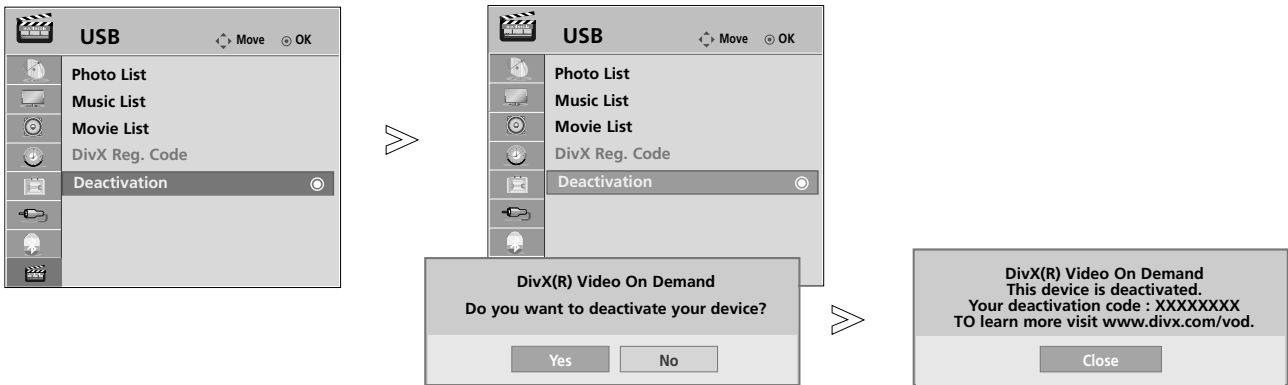 USB Move OK
Photo List
Music List
Movie List
DivX Reg. Code
Deactivation
USB Move OK
Photo List
Music List
Movie List
DivX Reg. Code
Deactivation
DivX(R) Video On Demand
Do you want to deactivate your device?
Yes No
DivX(R) Video On Demand
This device is deactivated.
Your deactivation code : XXXXXXXX
TO learn more visit www.divx.com/vod.
Close